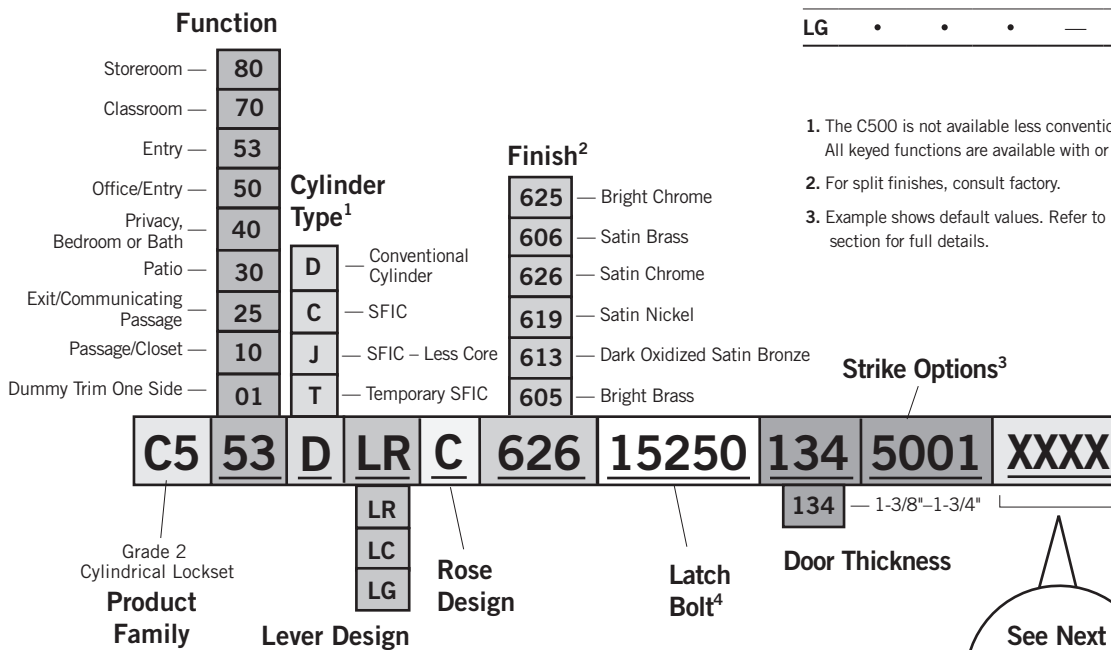 Function
Storeroom — 80
Classroom — 70
Entry — 53
Office/Entry — 50
Privacy,
Bedroom or Bath — 40
Patio — 30
Exit/Communicating
Passage — 25
Passage/Closet — 10
Dummy Trim One Side — 01
Cylinder
Type1
D — Conventional
Cylinder
C — SFIC
J — SFIC – Less Core
T — Temporary SFIC
Finish2
625 — Bright Chrome
606 — Satin Brass
626 — Satin Chrome
619 — Satin Nickel
613 — Dark Oxidized Satin Bronze
605 — Bright Brass
LG • • • —
1. The C500 is not available less conventio
All keyed functions are available with or
2. For split finishes, consult factory.
3. Example shows default values. Refer to
section for full details.
Strike Options3
C5 53 D LR C 626 15250 134 5001 XXXX
LR
LC
LG
134 — 1-3/8"–1-3/4"
Grade 2
Cylindrical Lockset
Product
Family
Lever Design
Rose
Design
Latch
Bolt4
Door Thickness
See Next